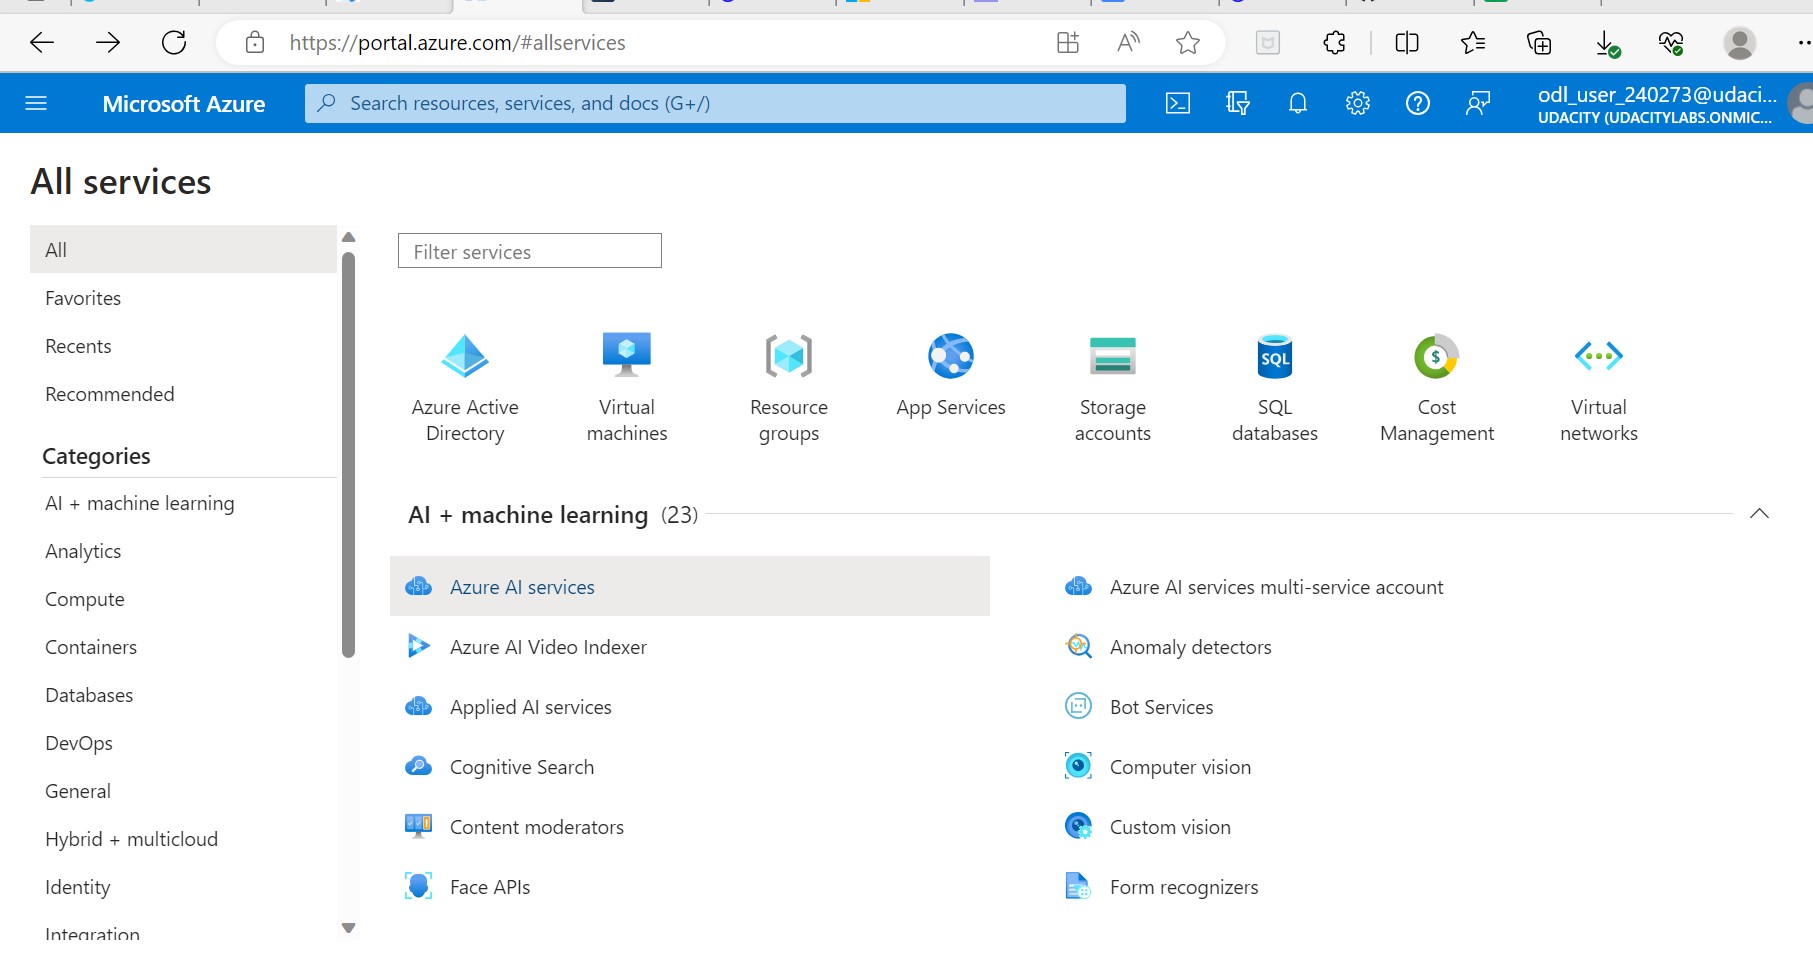 https://portal.azure.com/#allservices
Microsoft Azure
Search resources, services, and docs (G+/)
odl_user_240273@udaci...
UDACITY (UDACITYLABS.ONMIC...
All services
All
Favorites
Recents
Recommended
Categories
AI + machine learning
Analytics
Compute
Containers
Databases
DevOps
General
Hybrid + multicloud
Identity
Integration
Filter services
Azure Active
Directory
Virtual
machines
Resource
groups
App Services
Storage
accounts
SQL
SQL
databases
$
Cost
Management
Virtual
networks
AI + machine learning (23)
Azure AI services
Azure AI services multi-service account
Azure AI Video Indexer
Anomaly detectors
Applied AI services
Bot Services
Cognitive Search
Computer vision
Content moderators
Custom vision
Face APIs
Form recognizers